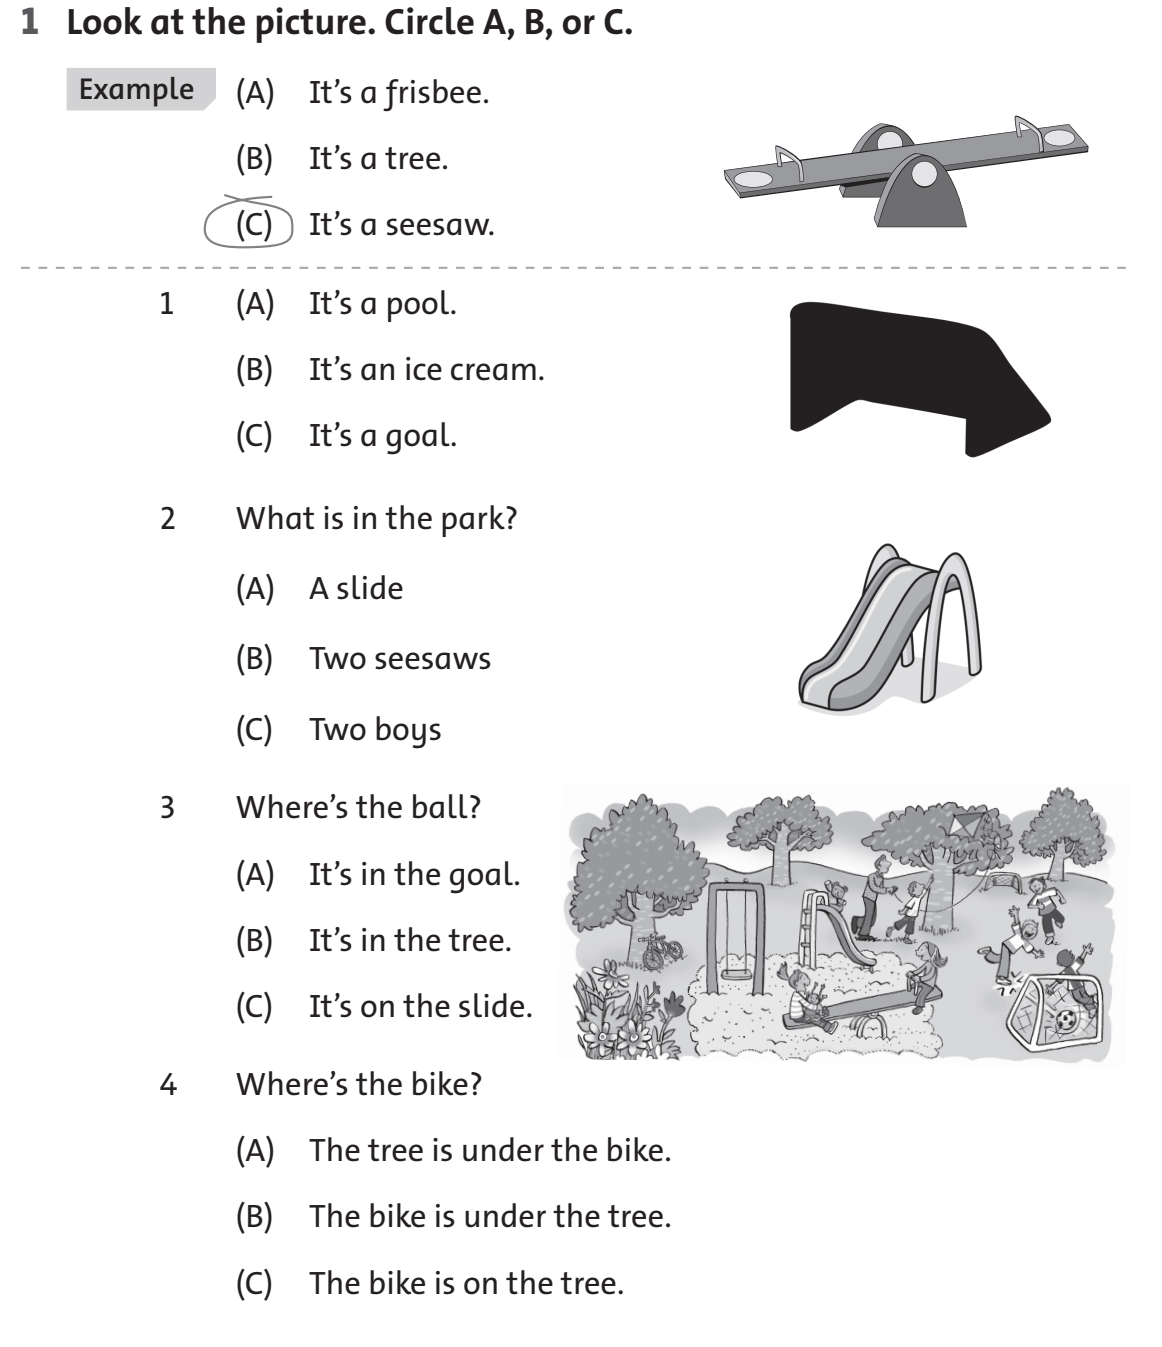 1 Look at the picture. Circle A, B, or C.
Example (A) It's a frisbee.
(B) It's a tree.
(C) It's a seesaw.
1 (A) It's a pool.
(B) It's an ice cream.
(C) It's a goal.
2 What is in the park?
(A) A slide
(B) Two seesaws
(C) Two boys
3 Where's the ball?
(A) It's in the goal.
(B) It's in the tree.
(C) It's on the slide.
4 Where's the bike?
(A) The tree is under the bike.
(B) The bike is under the tree.
(C) The bike is on the tree.